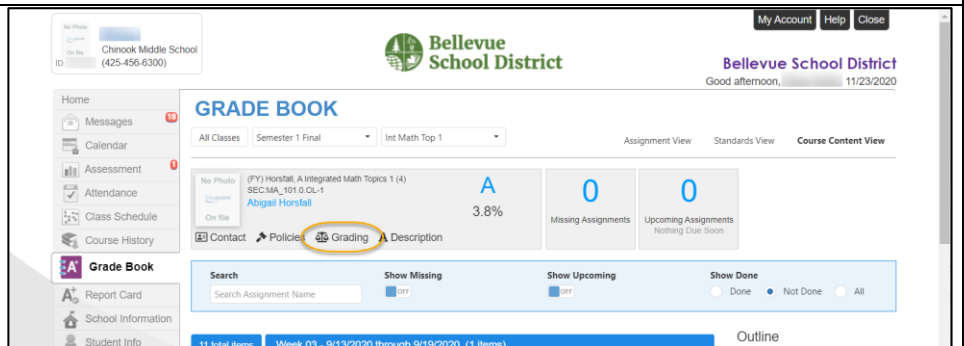 My Account Help Close
No Photo
On file
Chinook Middle School
ID: (425-456-6300)
Bellevue
School District
Bellevue School District
Good afternoon, 11/23/2020
Home
Messages 18
Calendar
Assessment 1
Attendance
Class Schedule
Course History
A+ Grade Book
A+ Report Card
School Information
Student Info
GRADE BOOK
All Classes Semester 1 Final Int Math Top 1
Assignment View Standards View Course Content View
No Photo
On file
(FY) Horsfall, A Integrated Math Topics 1 (4)
SEC:MA_101.0.OL-1
Abigail Horsfall
A
3.8%
Contact Policies Grading A Description
0
Missing Assignments
0
Upcoming Assignments
Nothing Due Soon
Search Show Missing Show Upcoming Show Done
Search Assignment Name OFF OFF Done Not Done All
11 total items Week 03 - 9/13/2020 through 9/19/2020 (1 items)
Outline